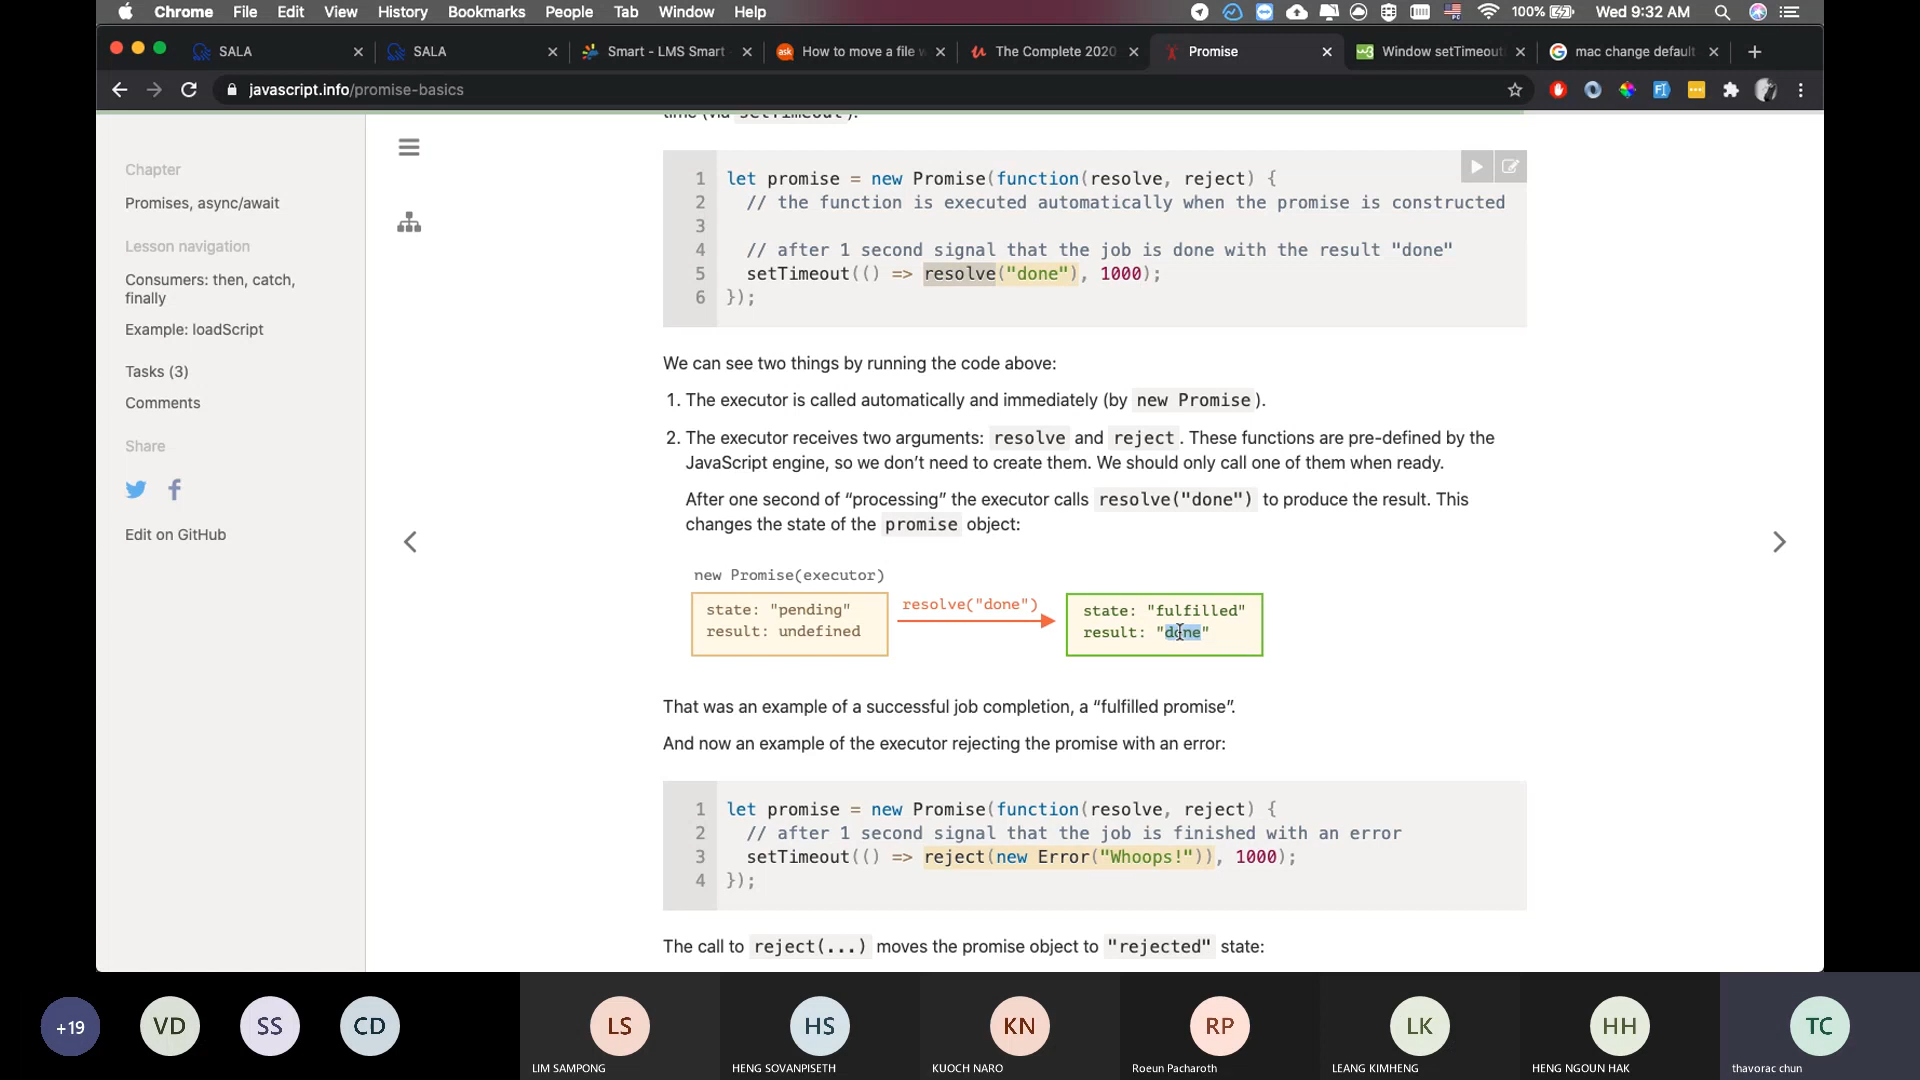 Chrome File Edit View History Bookmarks People Tab Window Help 100% Wed 9:32 AM
SALA SALA Smart - LMS Smart How to move a file w The Complete 2020 Promise Window setTimeout mac change default
javascript.info/promise-basics
Chapter
Promises, async/await
Lesson navigation
Consumers: then, catch,
finally
Example: loadScript
Tasks (3)
Comments
Share
Edit on GitHub
time (via setTimeout).
1 let promise = new Promise(function(resolve, reject) {
2 // the function is executed automatically when the promise is constructed
3
4 // after 1 second signal that the job is done with the result "done"
5 setTimeout(() => resolve("done"), 1000);
6 });
We can see two things by running the code above:
1. The executor is called automatically and immediately (by new Promise).
2. The executor receives two arguments: resolve and reject. These functions are pre-defined by the
JavaScript engine, so we don’t need to create them. We should only call one of them when ready.
After one second of “processing” the executor calls resolve("done") to produce the result. This
changes the state of the promise object:
new Promise(executor)
state: "pending"
result: undefined
resolve("done")
state: "fulfilled"
result: "done"
That was an example of a successful job completion, a “fulfilled promise”.
And now an example of the executor rejecting the promise with an error:
1 let promise = new Promise(function(resolve, reject) {
2 // after 1 second signal that the job is finished with an error
3 setTimeout(() => reject(new Error("Whoops!")), 1000);
4 });
The call to reject(...) moves the promise object to "rejected" state:
+19 VD SS CD LS HS KN RP LK HH TC
LIM SAMPONG HENG SOVANPISETH KUOCH NARO Roeun Pacharoth LEANG KIMHENG HENG NGOUN HAK thavorac chun